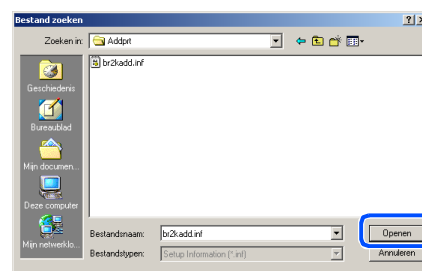 Bestand zoeken
Zoeken in:
Addprt
br2kadd.inf
Geschiedenis
Bureaublad
Mijn documen...
Deze computer
Mijn netwerklo...
Bestandsnaam:
br2kadd.inf
Openen
Bestandstypen:
Setup Information (*.inf)
Annuleren